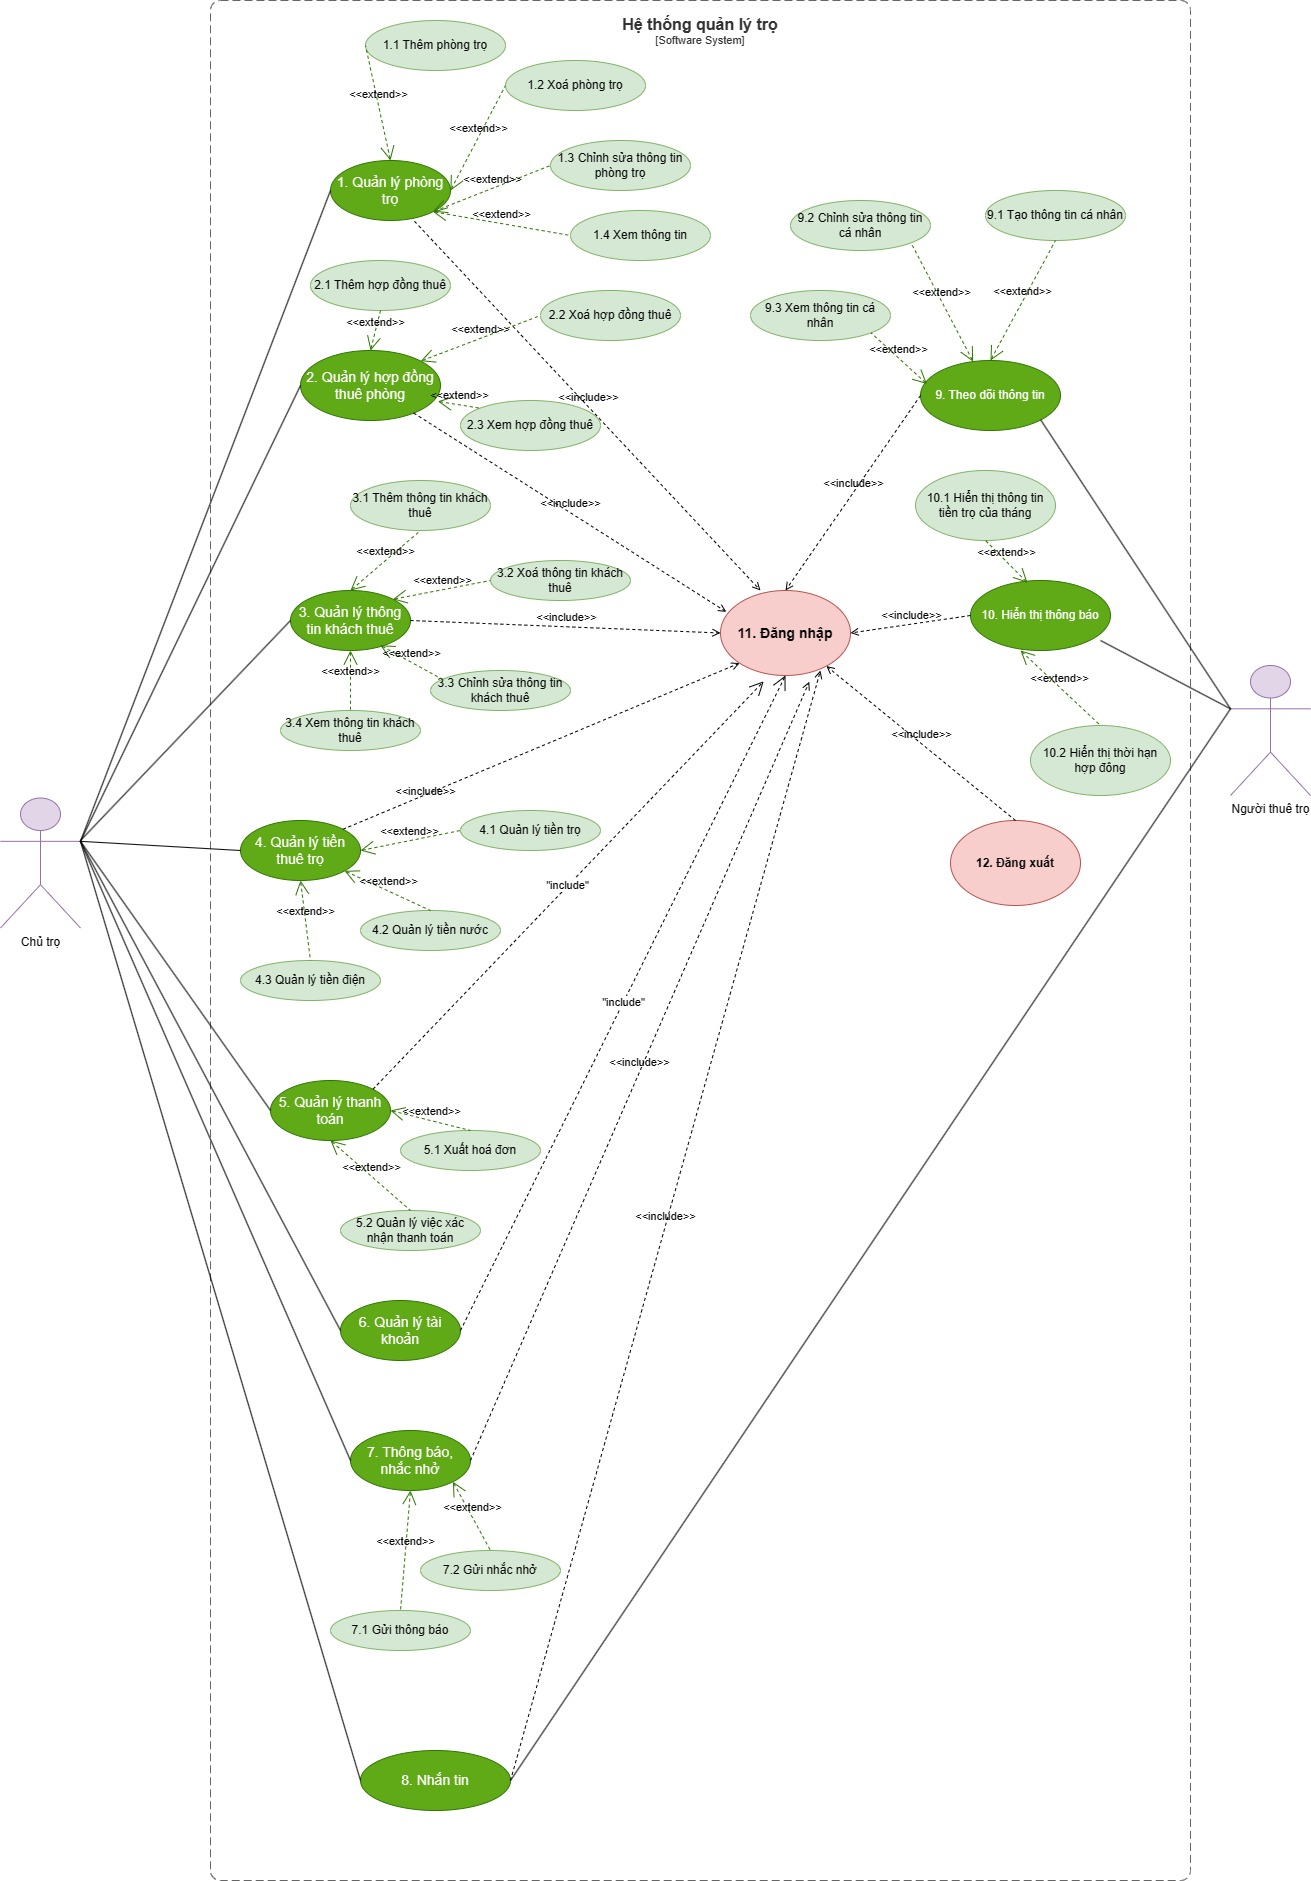 Hệ thống quản lý trọ
[Software System]
1.1 Thêm phòng trọ
<<extend>>
1.2 Xoá phòng trọ
<<extend>>
1.3 Chỉnh sửa thông tin
phòng trọ
<<extend>>
1. Quản lý phòng
trọ
<<extend>>
1.4 Xem thông tin
2.1 Thêm hợp đồng thuê
<<extend>>
2.2 Xoá hợp đồng thuê
<<extend>>
2. Quản lý hợp đồng
thuê phòng
<<extend>>
2.3 Xem hợp đồng thuê
<<include>>
<<include>>
3.1 Thêm thông tin khách
thuê
<<extend>>
3.2 Xoá thông tin khách
thuê
<<extend>>
3. Quản lý thông
tin khách thuê
<<include>>
<<extend>>
3.3 Chỉnh sửa thông tin
khách thuê
<<extend>>
3.4 Xem thông tin khách
thuê
<<include>>
4. Quản lý tiền
thuê trọ
<<extend>>
4.1 Quản lý tiền trọ
<<extend>>
4.2 Quản lý tiền nước
<<extend>>
4.3 Quản lý tiền điện
"include"
5. Quản lý thanh
toán
<<extend>>
5.1 Xuất hoá đơn
<<extend>>
5.2 Quản lý việc xác
nhận thanh toán
"include"
6. Quản lý tài
khoản
<<include>>
7. Thông báo,
nhắc nhở
<<extend>>
7.2 Gửi nhắc nhở
<<extend>>
7.1 Gửi thông báo
<<include>>
8. Nhắn tin
9.2 Chỉnh sửa thông tin
cá nhân
9.1 Tạo thông tin cá nhân
<<extend>>
<<extend>>
9.3 Xem thông tin cá
nhân
<<extend>>
9. Theo dõi thông tin
<<include>>
10.1 Hiển thị thông tin
tiền trọ của tháng
<<extend>>
10. Hiển thị thông báo
<<include>>
<<extend>>
10.2 Hiển thị thời hạn
hợp đông
11. Đăng nhập
<<include>>
12. Đăng xuất
Chủ trọ
Người thuê trọ